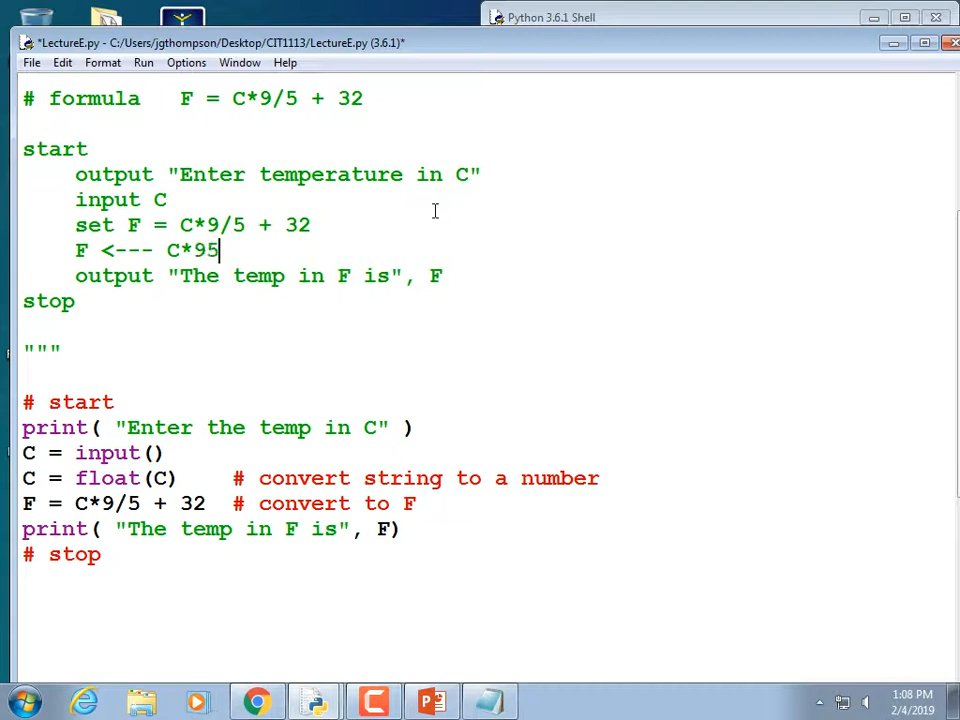 Python 3.6.1 Shell
*LectureE.py - C:/Users/jgthompson/Desktop/CIT1113/LectureE.py (3.6.1)*
File Edit Format Run Options Window Help
# formula   F = C*9/5 + 32
start
    output "Enter temperature in C"
    input C
    set F = C*9/5 + 32
    F <--- C*95
    output "The temp in F is", F
stop
"""
# start
print( "Enter the temp in C" )
C = input()
C = float(C)    # convert string to a number
F = C*9/5 + 32  # convert to F
print( "The temp in F is", F)
# stop
1:08 PM
2/4/2019